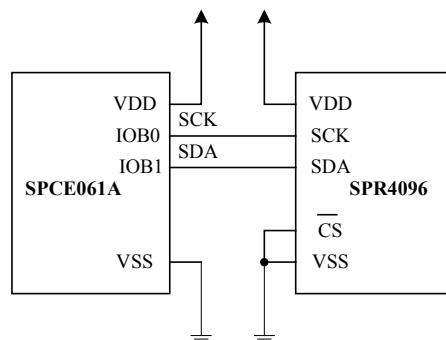 VDD
VDD
SCK
IOB0
SCK
SDA
IOB1
SDA
SPCE061A
SPR4096
CS
VSS
VSS